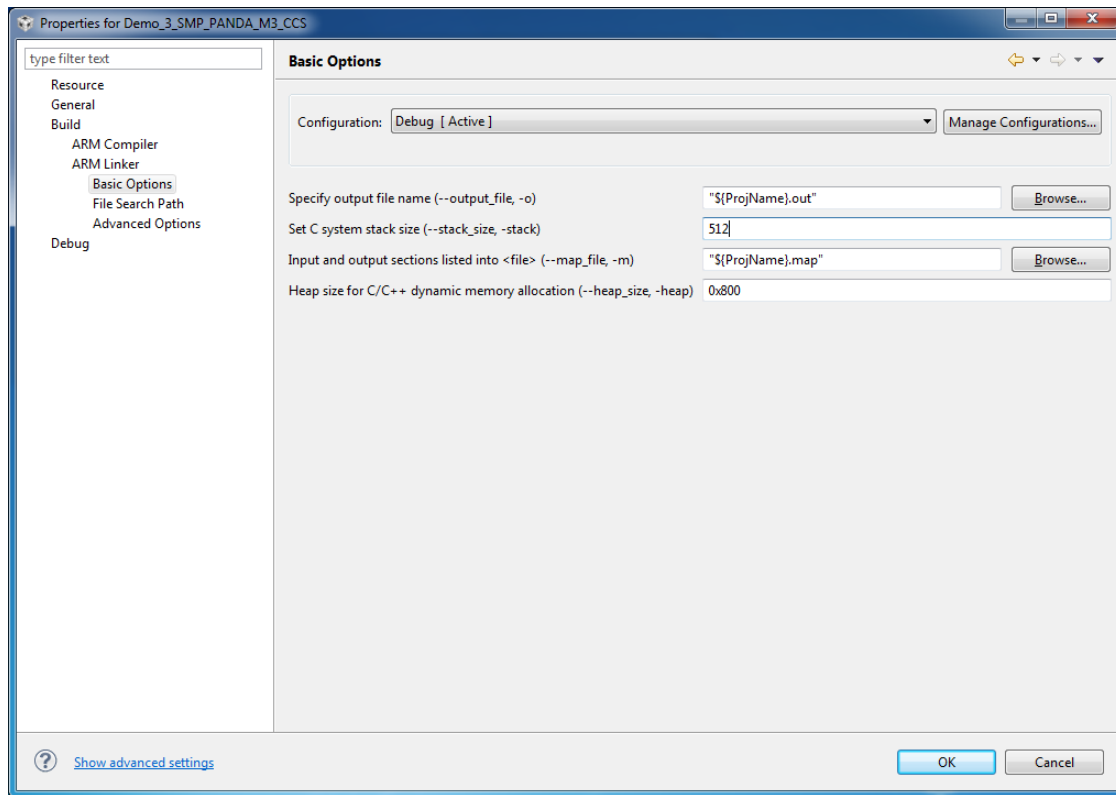 Properties for Demo_3_SMP_PANDA_M3_CCS
type filter text
Resource
General
Build
ARM Compiler
ARM Linker
Basic Options
File Search Path
Advanced Options
Debug
Basic Options
Configuration: Debug [ Active ] Manage Configurations...
Specify output file name (--output_file, -o) "${ProjName}.out" Browse...
Set C system stack size (--stack_size, -stack) 512
Input and output sections listed into <file> (--map_file, -m) "${ProjName}.map" Browse...
Heap size for C/C++ dynamic memory allocation (--heap_size, -heap) 0x800
? Show advanced settings OK Cancel